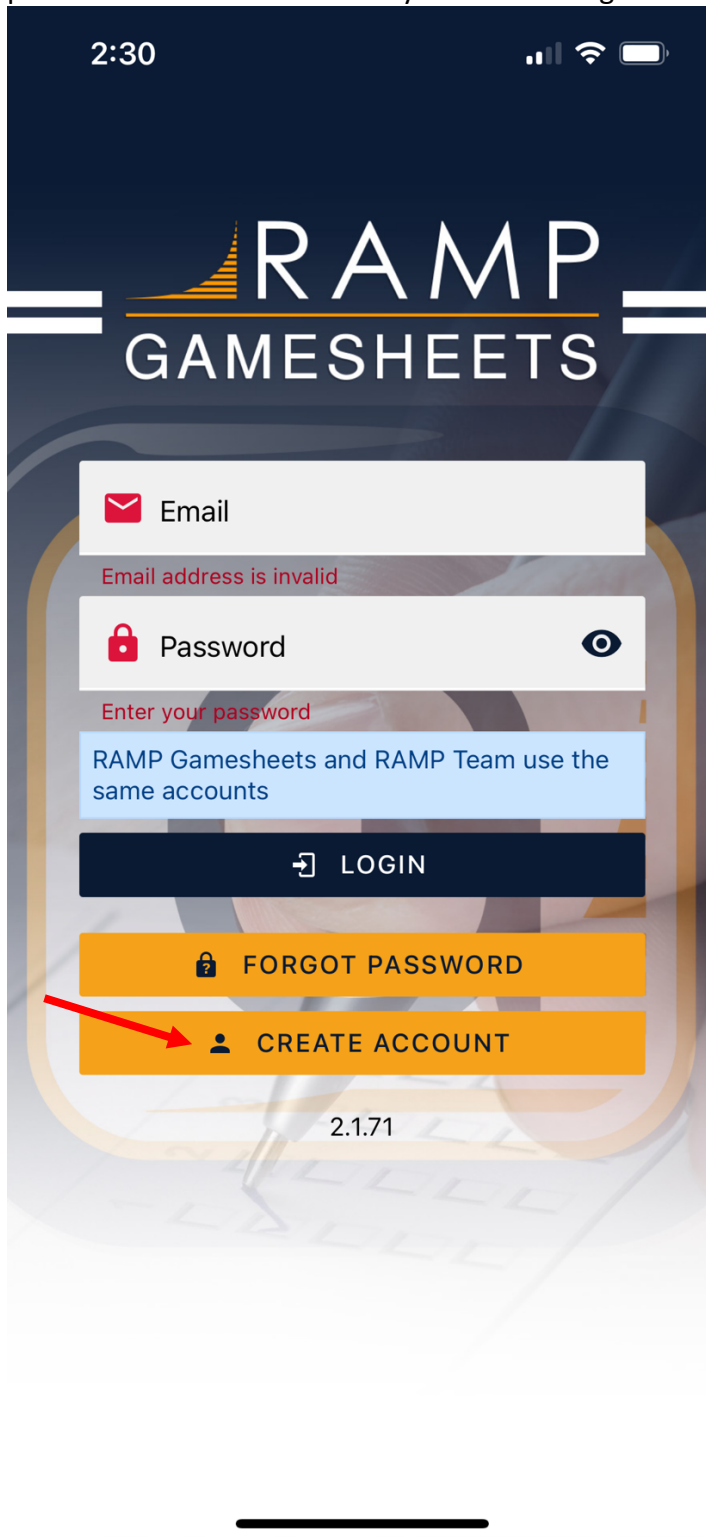 2:30
RAMP
GAMESHEETS
Email
Email address is invalid
Password
Enter your password
RAMP Gamesheets and RAMP Team use the
same accounts
LOGIN
FORGOT PASSWORD
CREATE ACCOUNT
2.1.71